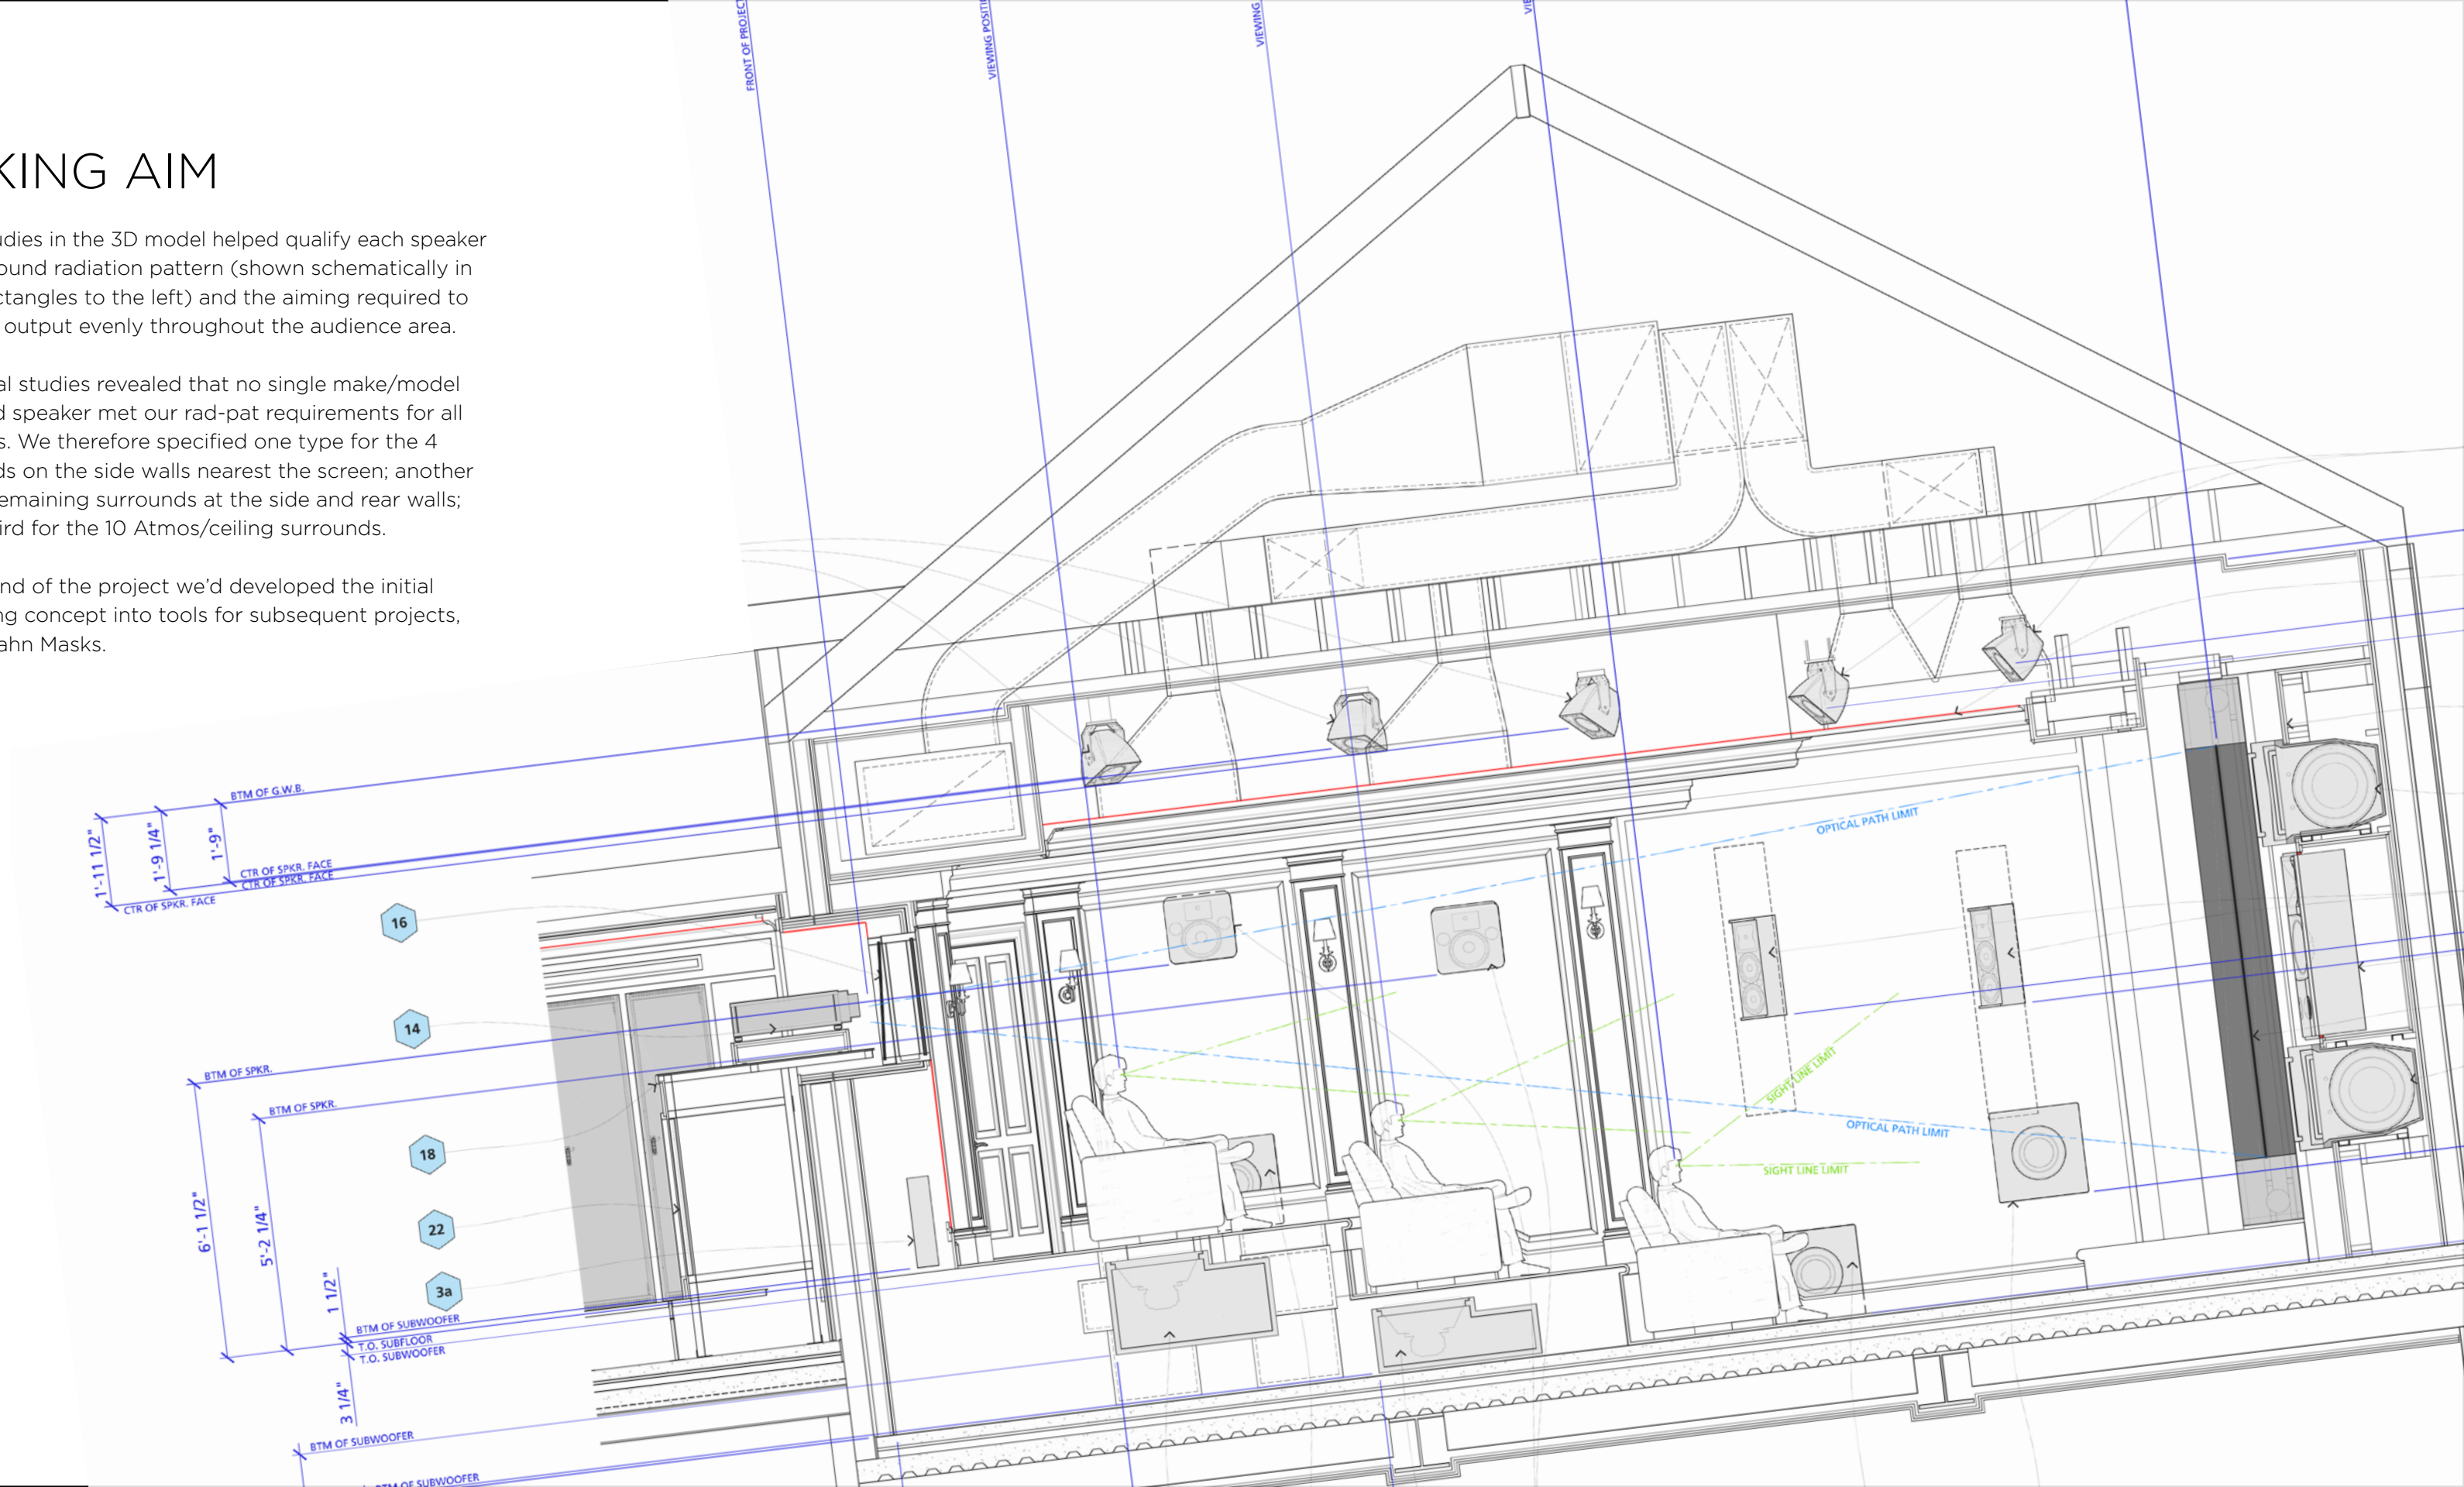 KING AIM
udies in the 3D model helped qualify each speaker
ound radiation pattern (shown schematically in
ctangles to the left) and the aiming required to
output evenly throughout the audience area.
al studies revealed that no single make/model
d speaker met our rad-pat requirements for all
s. We therefore specified one type for the 4
ds on the side walls nearest the screen; another
emaining surrounds at the side and rear walls;
ird for the 10 Atmos/ceiling surrounds.
nd of the project we'd developed the initial
ng concept into tools for subsequent projects,
ahn Masks.
FRONT OF PROJECT
VIEWING POSITI
VIEWING
VIE
BTM OF G.W.B.
1'-11 1/2"
1'-9 1/4"
1'-9"
CTR OF SPKR. FACE
CTR OF SPKR. FACE
CTR OF SPKR. FACE
16
14
BTM OF SPKR.
BTM OF SPKR.
18
22
3a
6'-1 1/2"
5'-2 1/4"
1 1/2"
BTM OF SUBWOOFER
T.O. SUBFLOOR
T.O. SUBWOOFER
3 1/4"
BTM OF SUBWOOFER
BTM OF SUBWOOFER
OPTICAL PATH LIMIT
SIGHT LINE LIMIT
OPTICAL PATH LIMIT
SIGHT LINE LIMIT